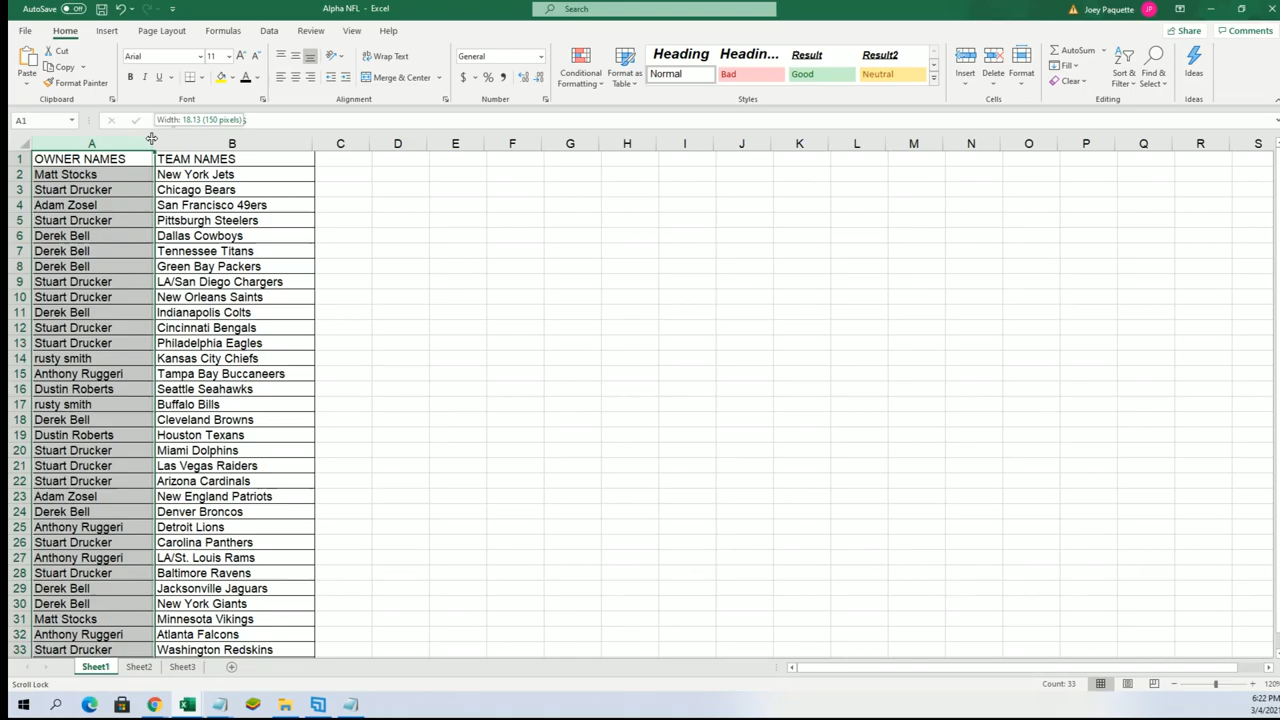 AutoSave Off Alpha NFL - Excel Search Joey Paquette JP
File Home Insert Page Layout Formulas Data Review View Help Share Comments
Cut
Copy
Format Painter
Paste
Clipboard
Arial 11
B I U
Font
Wrap Text
Merge & Center
Alignment
General
$ % ,
Number
Conditional Formatting
Format as Table
Heading Headin... Result Result2
Normal Bad Good Neutral
Styles
Insert Delete Format
Cells
AutoSum
Fill
Clear
Sort & Filter
Find & Select
Editing
Ideas
Ideas
A1 Width: 18.13 (150 pixels)
A B C D E F G H I J K L M N O P Q R S
1 OWNER NAMES TEAM NAMES
2 Matt Stocks New York Jets
3 Stuart Drucker Chicago Bears
4 Adam Zosel San Francisco 49ers
5 Stuart Drucker Pittsburgh Steelers
6 Derek Bell Dallas Cowboys
7 Derek Bell Tennessee Titans
8 Derek Bell Green Bay Packers
9 Stuart Drucker LA/San Diego Chargers
10 Stuart Drucker New Orleans Saints
11 Derek Bell Indianapolis Colts
12 Stuart Drucker Cincinnati Bengals
13 Stuart Drucker Philadelphia Eagles
14 rusty smith Kansas City Chiefs
15 Anthony Ruggeri Tampa Bay Buccaneers
16 Dustin Roberts Seattle Seahawks
17 rusty smith Buffalo Bills
18 Derek Bell Cleveland Browns
19 Dustin Roberts Houston Texans
20 Stuart Drucker Miami Dolphins
21 Stuart Drucker Las Vegas Raiders
22 Stuart Drucker Arizona Cardinals
23 Adam Zosel New England Patriots
24 Derek Bell Denver Broncos
25 Anthony Ruggeri Detroit Lions
26 Stuart Drucker Carolina Panthers
27 Anthony Ruggeri LA/St. Louis Rams
28 Stuart Drucker Baltimore Ravens
29 Derek Bell Jacksonville Jaguars
30 Derek Bell New York Giants
31 Matt Stocks Minnesota Vikings
32 Anthony Ruggeri Atlanta Falcons
33 Stuart Drucker Washington Redskins
Sheet1 Sheet2 Sheet3
Scroll Lock Count: 33 120%
6:22 PM
3/4/202